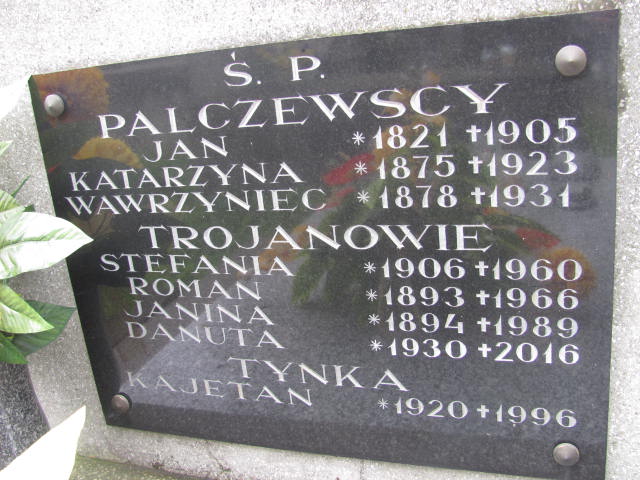 Ś. P.
PALCZEWSCY
JAN *1821 †1905
KATARZYNA *1875 †1923
WAWRZYNIEC *1878 †1931
TROJANOWIE
STEFANIA *1906 †1960
ROMAN *1893 †1966
JANINA *1894 †1989
DANUTA *1930 †2016
TYNKA
KAJETAN *1920 †1996